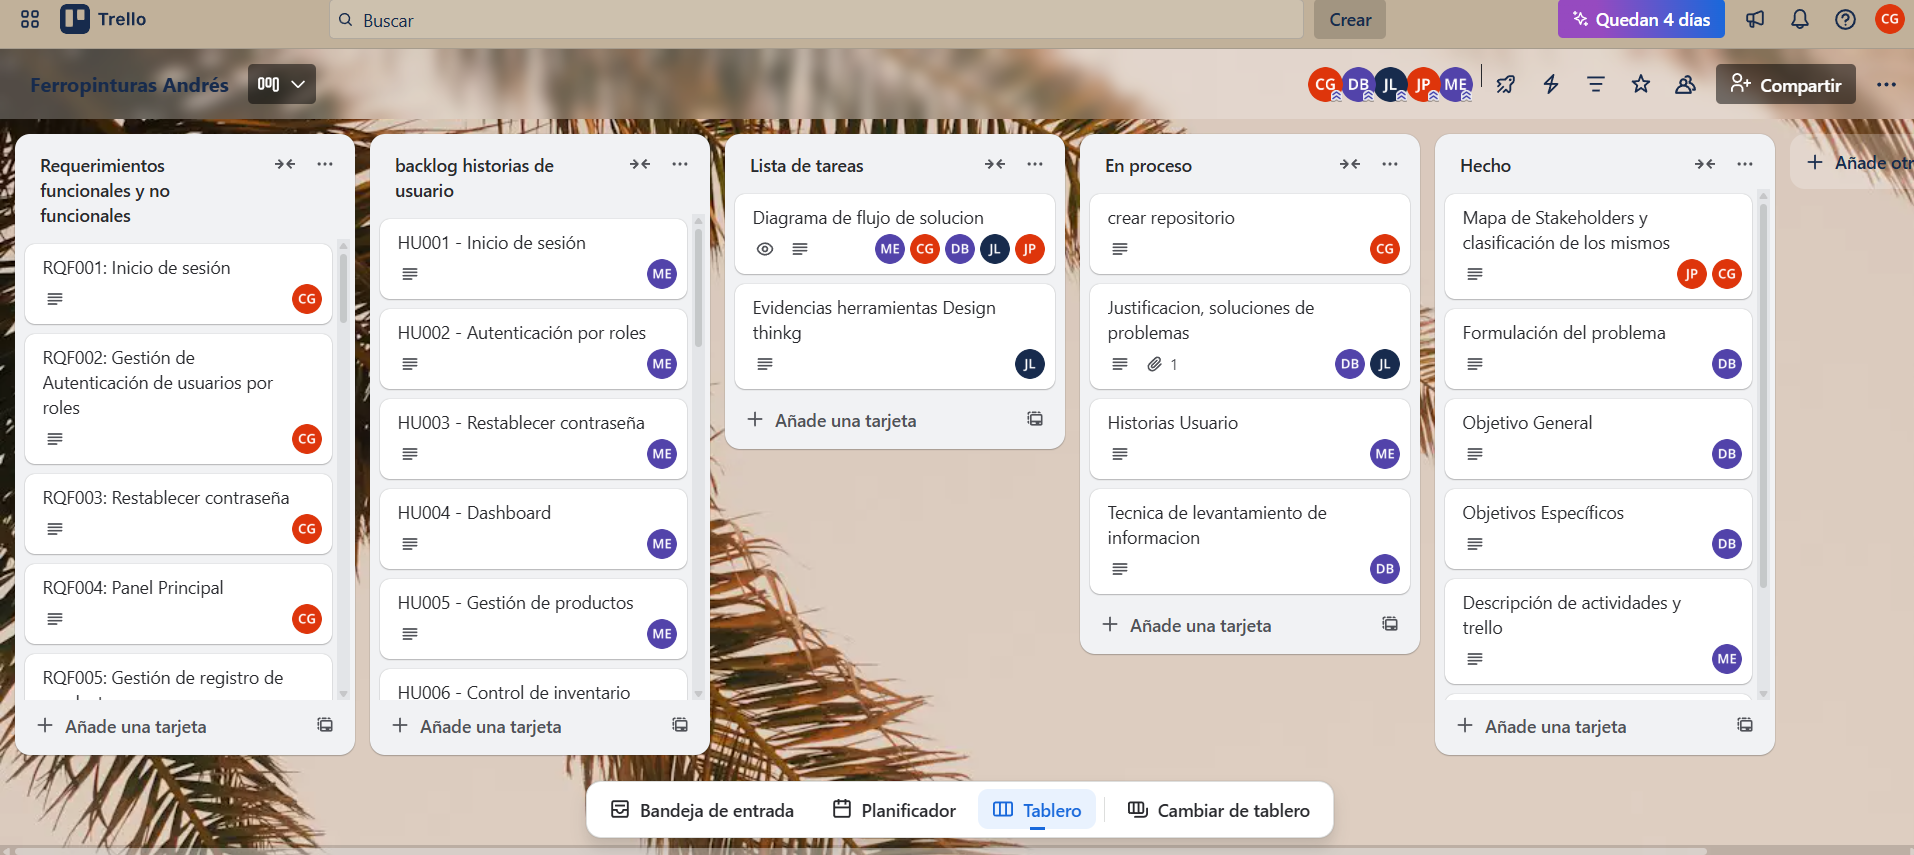 Trello
Buscar
Crear
Quedan 4 días
CG
Ferropinturas Andrés
CG DB JL JP ME
Compartir
Requerimientos
funcionales y no
funcionales
RQF001: Inicio de sesión
CG
RQF002: Gestión de
Autenticación de usuarios por
roles
CG
RQF003: Restablecer contraseña
CG
RQF004: Panel Principal
CG
RQF005: Gestión de registro de
Añade una tarjeta
backlog historias de
usuario
HU001 - Inicio de sesión
ME
HU002 - Autenticación por roles
ME
HU003 - Restablecer contraseña
ME
HU004 - Dashboard
ME
HU005 - Gestión de productos
ME
HU006 - Control de inventario
Añade una tarjeta
Lista de tareas
Diagrama de flujo de solucion
ME CG DB JL JP
Evidencias herramientas Design
thinkg
JL
Añade una tarjeta
En proceso
crear repositorio
CG
Justificacion, soluciones de
problemas
1 DB JL
Historias Usuario
ME
Tecnica de levantamiento de
informacion
DB
Añade una tarjeta
Hecho
Mapa de Stakeholders y
clasificación de los mismos
JP CG
Formulación del problema
DB
Objetivo General
DB
Objetivos Específicos
DB
Descripción de actividades y
trello
ME
Añade una tarjeta
Añade otr
Bandeja de entrada
Planificador
Tablero
Cambiar de tablero